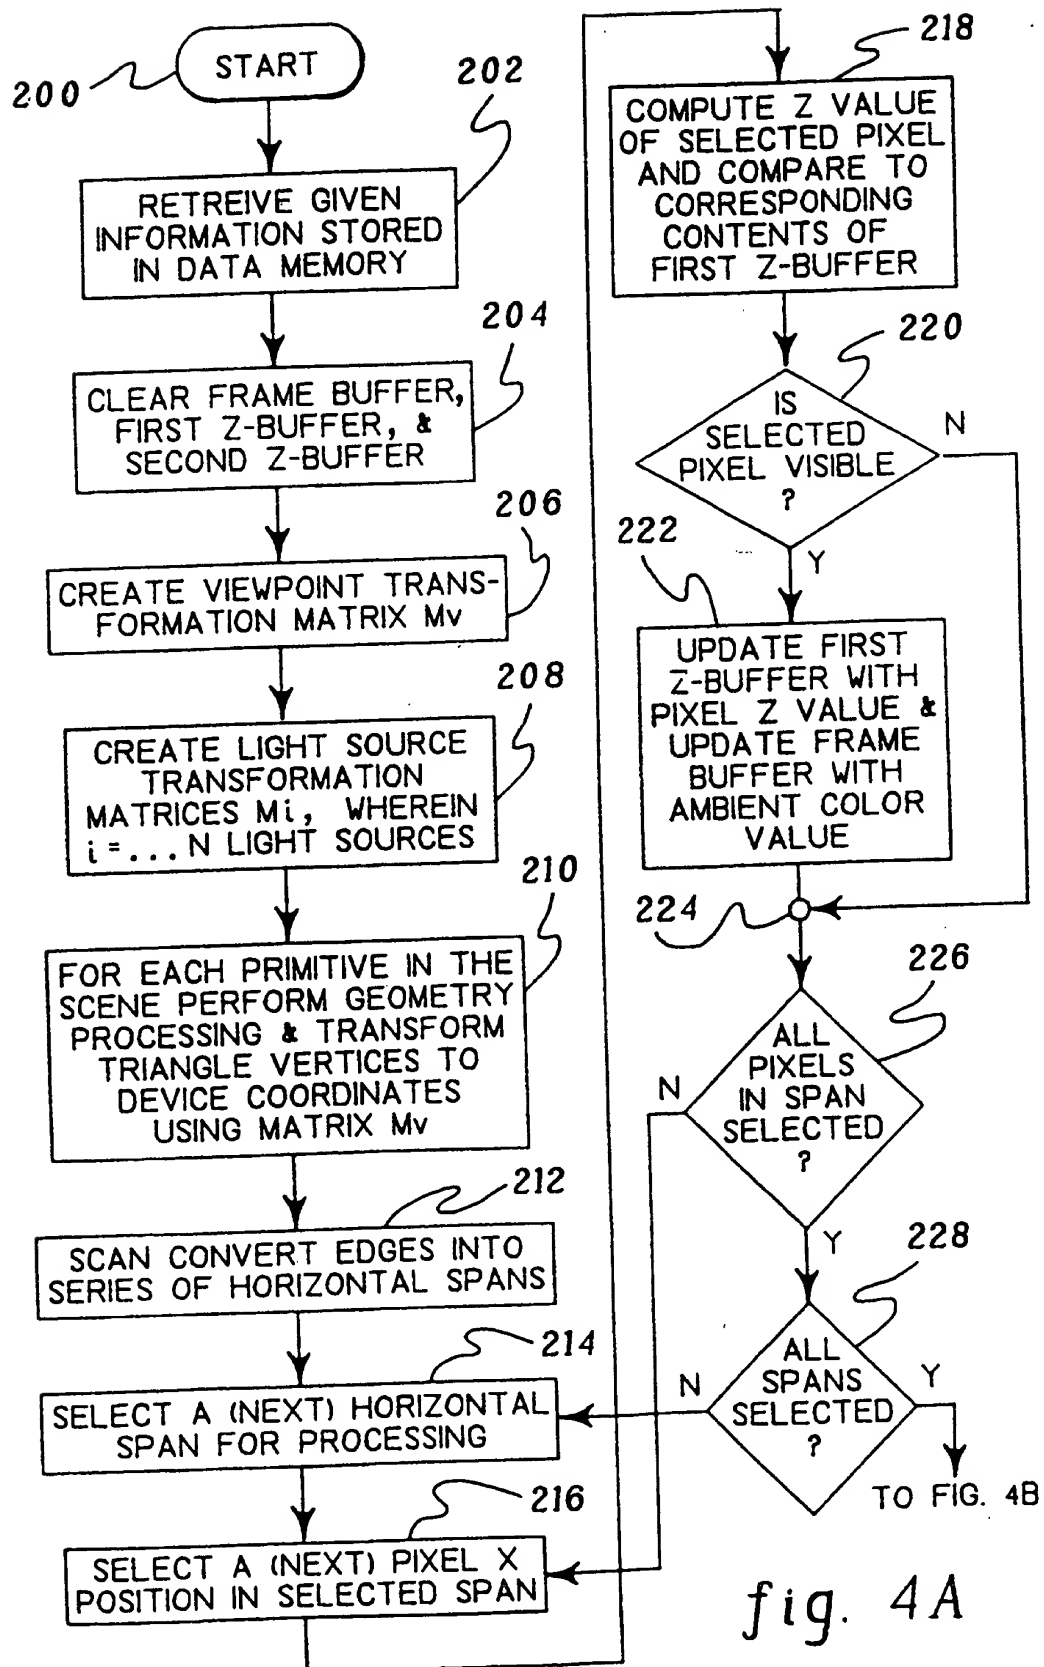 200
START
202
RETREIVE GIVEN
INFORMATION STORED
IN DATA MEMORY
204
CLEAR FRAME BUFFER,
FIRST Z-BUFFER, &
SECOND Z-BUFFER
206
CREATE VIEWPOINT TRANS-
FORMATION MATRIX Mv
208
CREATE LIGHT SOURCE
TRANSFORMATION
MATRICES Mi, WHEREIN
i=...N LIGHT SOURCES
210
FOR EACH PRIMITIVE IN THE
SCENE PERFORM GEOMETRY
PROCESSING & TRANSFORM
TRIANGLE VERTICES TO
DEVICE COORDINATES
USING MATRIX Mv
212
SCAN CONVERT EDGES INTO
SERIES OF HORIZONTAL SPANS
214
SELECT A (NEXT) HORIZONTAL
SPAN FOR PROCESSING
216
SELECT A (NEXT) PIXEL X
POSITION IN SELECTED SPAN
218
COMPUTE Z VALUE
OF SELECTED PIXEL
AND COMPARE TO
CORRESPONDING
CONTENTS OF
FIRST Z-BUFFER
220
IS
SELECTED
PIXEL VISIBLE
?
N
Y
222
UPDATE FIRST
Z-BUFFER WITH
PIXEL Z VALUE &
UPDATE FRAME
BUFFER WITH
AMBIENT COLOR
VALUE
224
226
ALL
PIXELS
IN SPAN
SELECTED
?
N
Y
228
ALL
SPANS
SELECTED
?
N
Y
TO FIG. 4B
fig. 4A